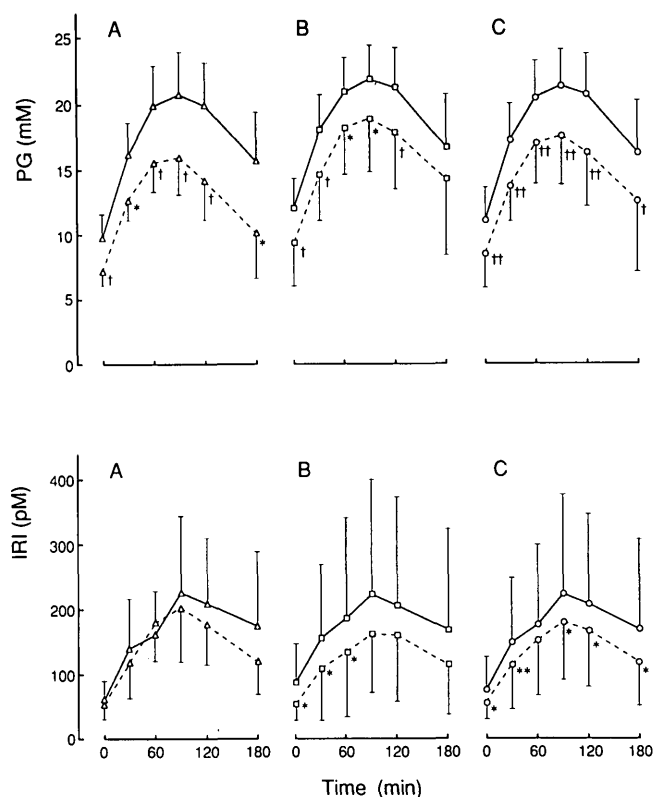 A B C
25
20
15
10
5
0
PG (mM)
* † † † † *
† † * * †
†† †† †† †† †† †
A B C
400
300
200
100
0
IRI (pM)
* * *
* ** * * *
0 60 120 180 0 60 120 180 0 60 120 180
Time (min)